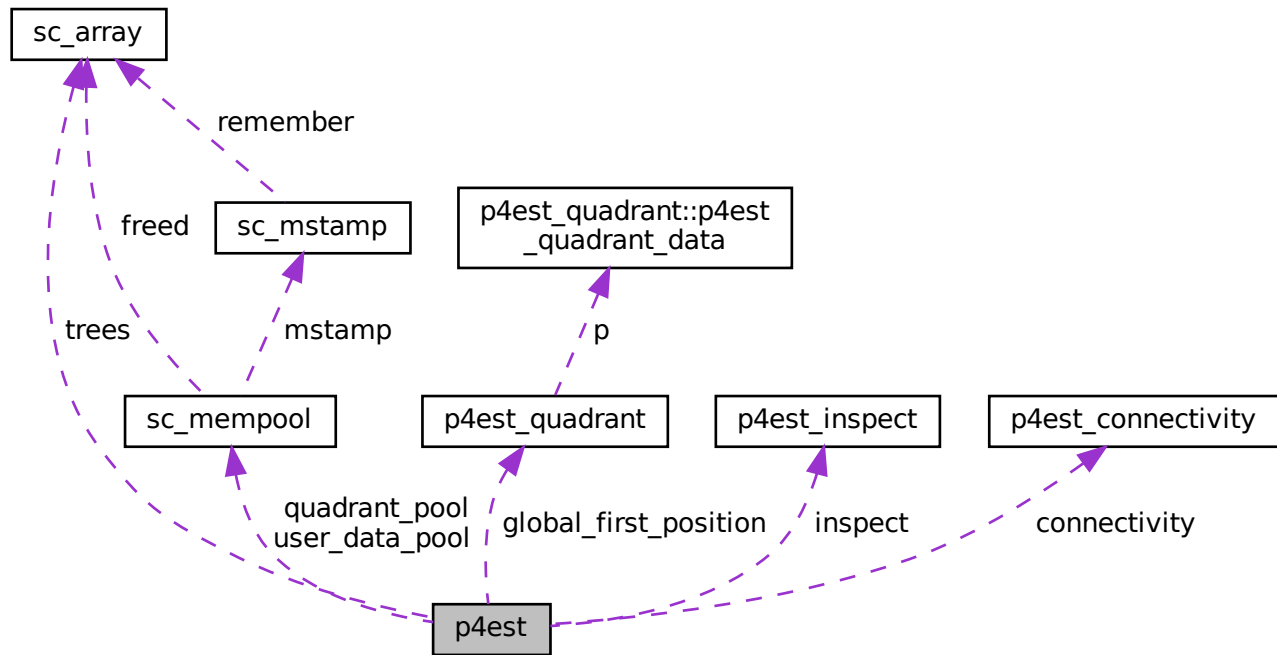 sc_array
remember
sc_mstamp
p4est_quadrant::p4est
_quadrant_data
freed
trees
mstamp
p
sc_mempool
p4est_quadrant
p4est_inspect
p4est_connectivity
quadrant_pool
user_data_pool
global_first_position
inspect
connectivity
p4est